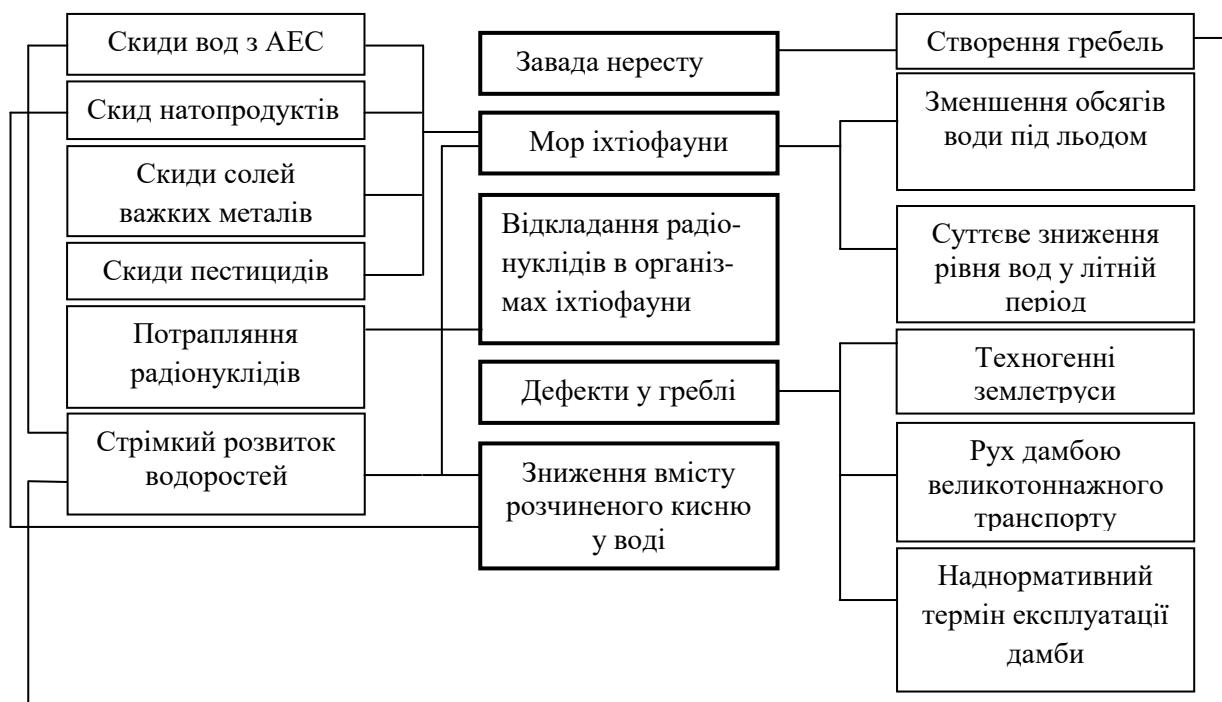 Скиди вод з АЕС
Скид натопродуктів
Скиди солей
важких металів
Скиди пестицидів
Потрапляння
радіонуклідів
Стрімкий розвиток
водоростей
Завада нересту
Мор іхтіофауни
Відкладання радіо-
нуклідів в організ-
мах іхтіофауни
Дефекти у греблі
Зниження вмісту
розчиненого кисню
у воді
Створення гребель
Зменшення обсягів
води під льодом
Суттєве зниження
рівня вод у літній
період
Техногенні
землетруси
Рух дамбою
великотоннажного
транспорту
Наднормативний
термін експлуатації
дамби